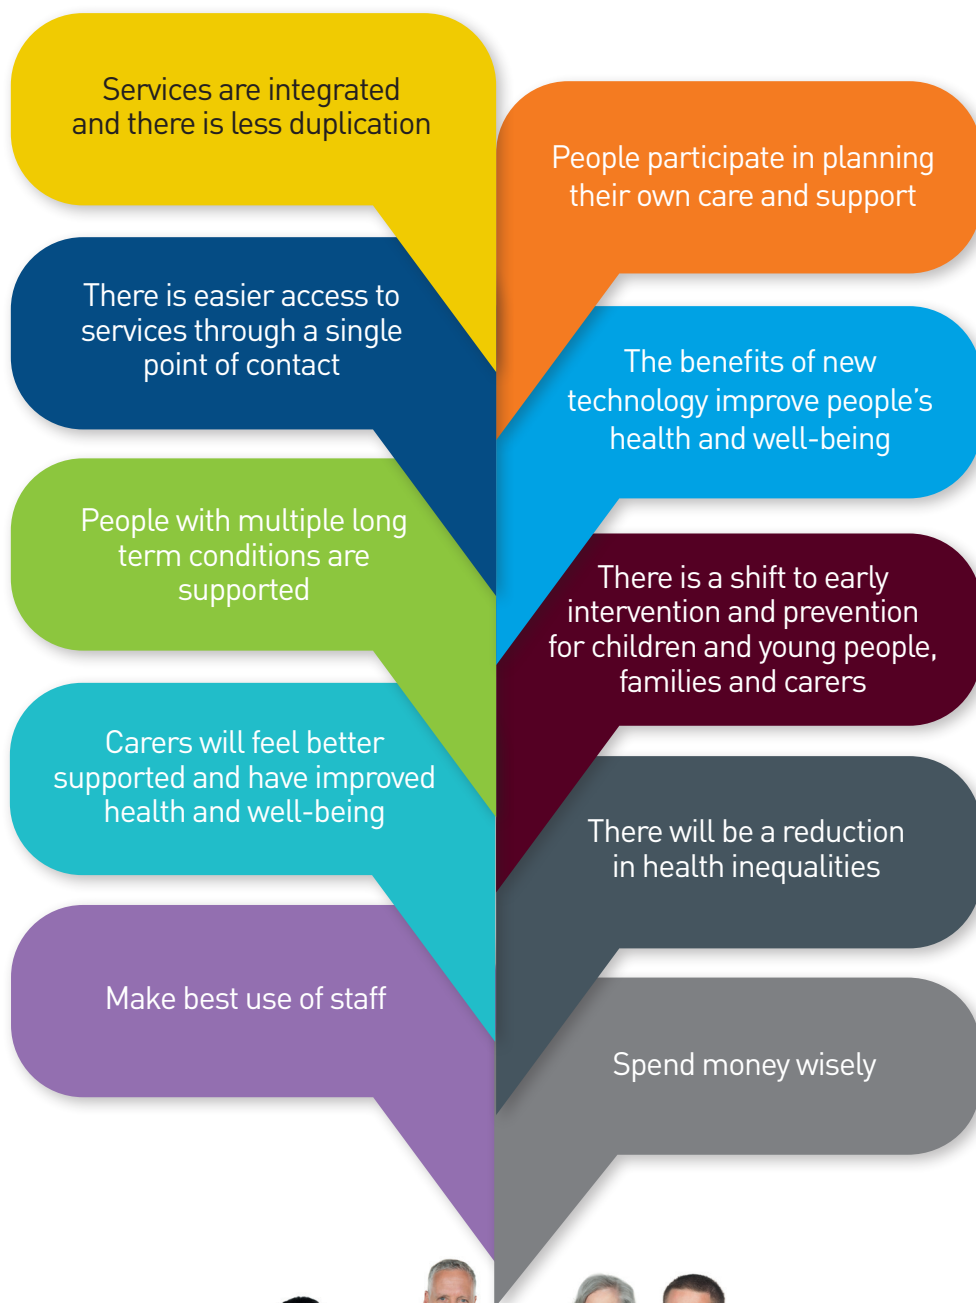 Services are integrated
and there is less duplication
People participate in planning
their own care and support
There is easier access to
services through a single
point of contact
The benefits of new
technology improve people’s
health and well-being
People with multiple long
term conditions are
supported
There is a shift to early
intervention and prevention
for children and young people,
families and carers
Carers will feel better
supported and have improved
health and well-being
There will be a reduction
in health inequalities
Make best use of staff
Spend money wisely